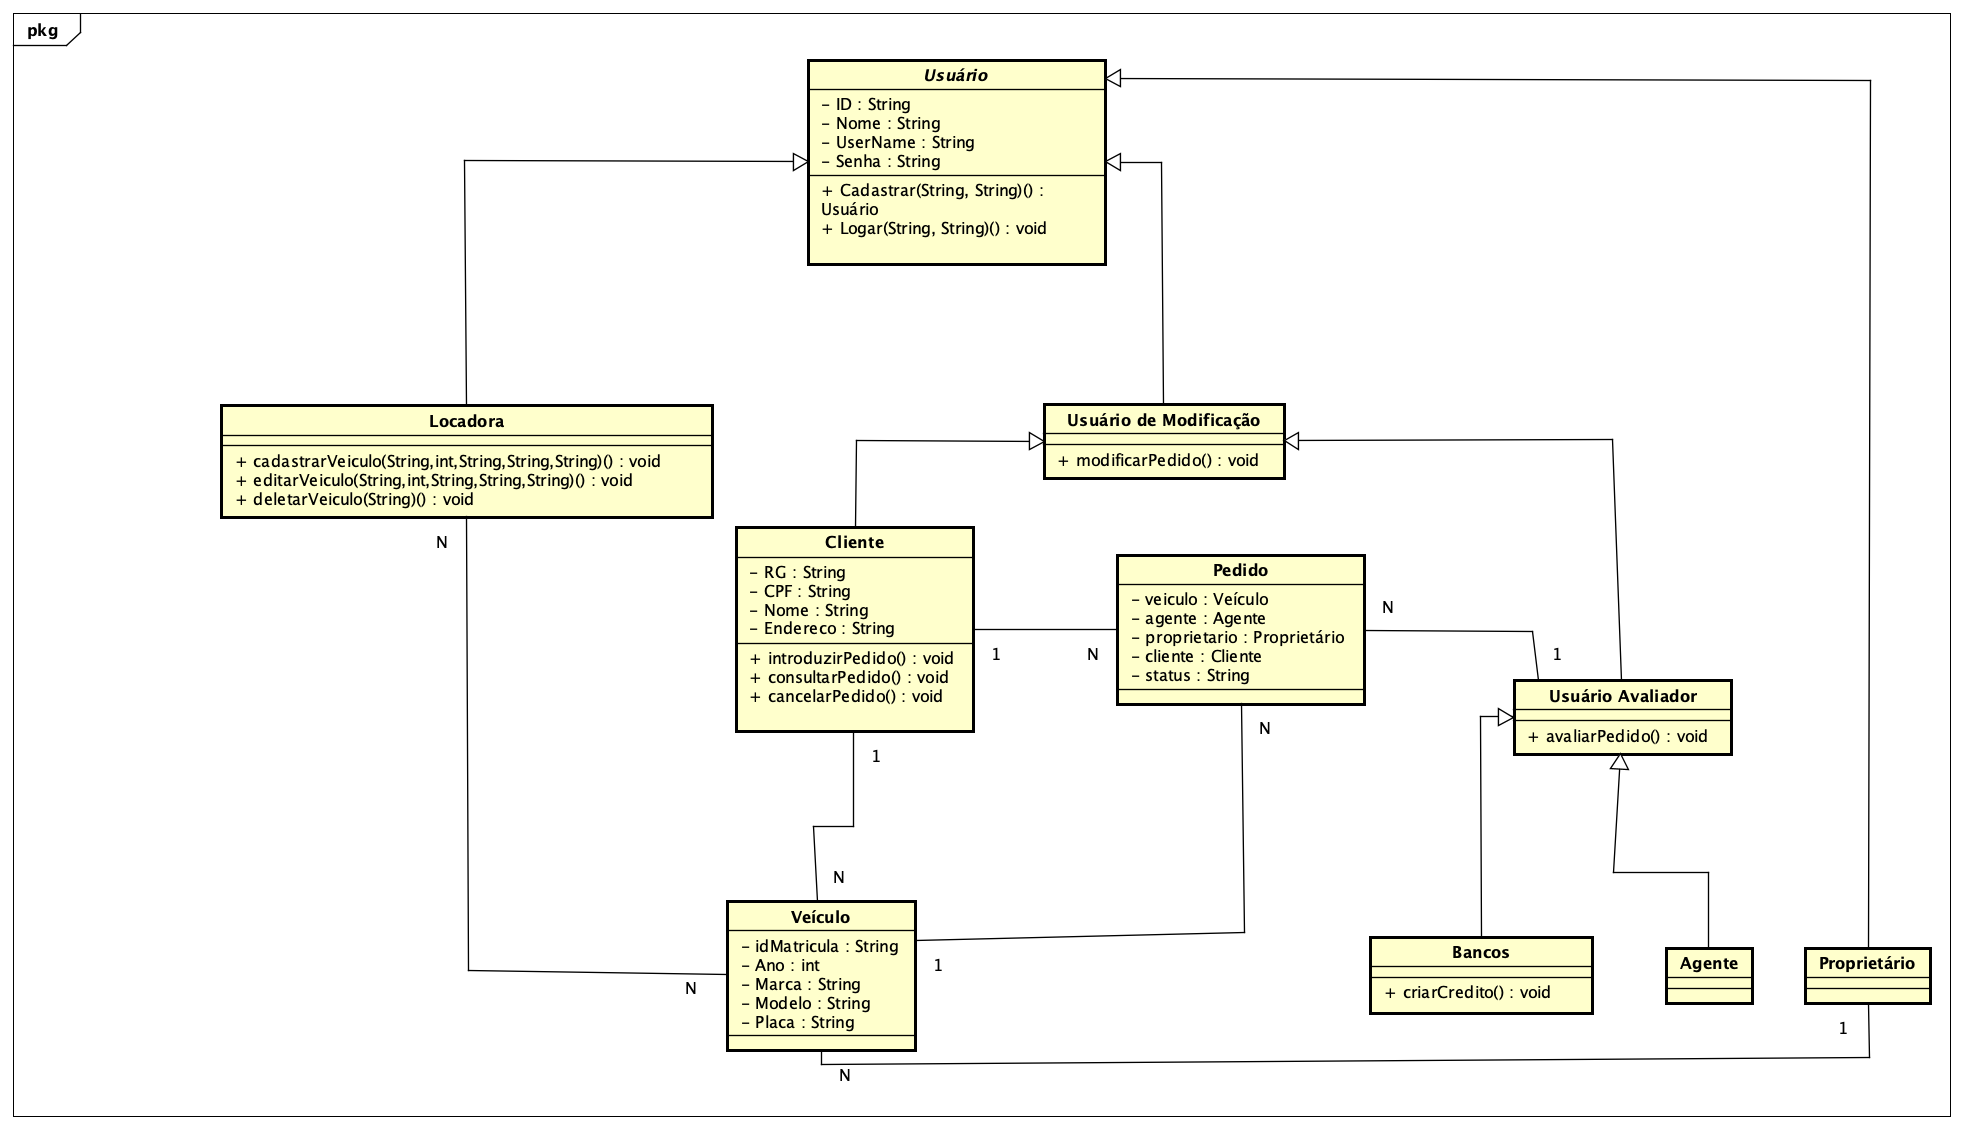 pkg
Usuário
– ID : String
– Nome : String
– UserName : String
– Senha : String
+ Cadastrar(String, String)() :
Usuário
+ Logar(String, String)() : void
Locadora
+ cadastrarVeiculo(String,int,String,String,String)() : void
+ editarVeiculo(String,int,String,String,String)() : void
+ deletarVeiculo(String)() : void
N
Usuário de Modificação
+ modificarPedido() : void
Cliente
– RG : String
– CPF : String
– Nome : String
– Endereco : String
+ introduzirPedido() : void
+ consultarPedido() : void
+ cancelarPedido() : void
1
N
1
Pedido
– veiculo : Veículo
– agente : Agente
– proprietario : Proprietário
– cliente : Cliente
– status : String
N
1
N
Usuário Avaliador
+ avaliarPedido() : void
N
Veículo
– idMatricula : String
– Ano : int
– Marca : String
– Modelo : String
– Placa : String
N
1
N
Bancos
+ criarCredito() : void
Agente
Proprietário
1